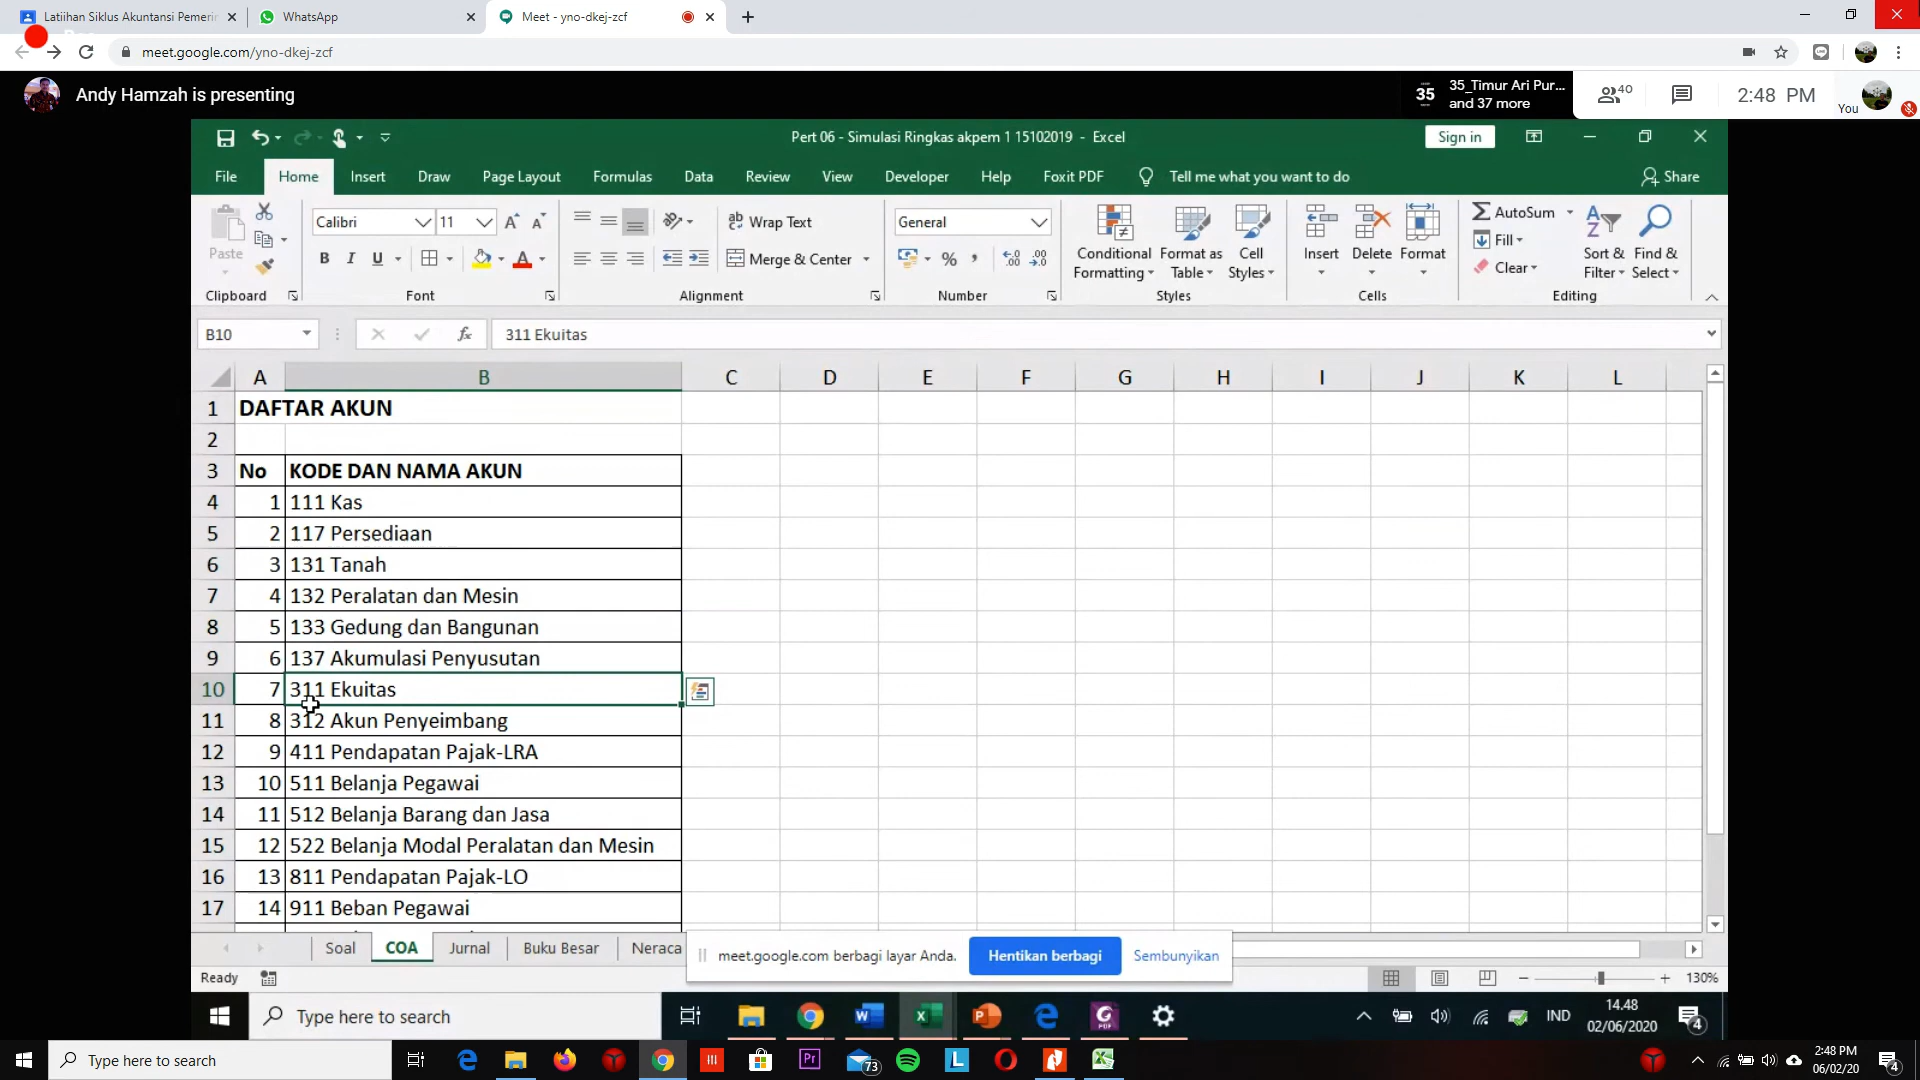 Latiihan Siklus Akuntansi Pemerin
WhatsApp
Meet - yno-dkej-zcf
meet.google.com/yno-dkej-zcf
Andy Hamzah is presenting
35
35_Timur Ari Pur...
and 37 more
40
2:48 PM
You
Pert 06 - Simulasi Ringkas akpem 1 15102019 - Excel
Sign in
File Home Insert Draw Page Layout Formulas Data Review View Developer Help Foxit PDF Tell me what you want to do Share
Paste
Calibri 11
Wrap Text
Merge & Center
General
Conditional Formatting
Format as Table
Cell Styles
Insert Delete Format
AutoSum
Fill
Clear
Sort & Filter
Find & Select
Clipboard Font Alignment Number Styles Cells Editing
B10 fx 311 Ekuitas
A B C D E F G H I J K L
1 DAFTAR AKUN
2
3 No KODE DAN NAMA AKUN
4 1 111 Kas
5 2 117 Persediaan
6 3 131 Tanah
7 4 132 Peralatan dan Mesin
8 5 133 Gedung dan Bangunan
9 6 137 Akumulasi Penyusutan
10 7 311 Ekuitas
11 8 312 Akun Penyeimbang
12 9 411 Pendapatan Pajak-LRA
13 10 511 Belanja Pegawai
14 11 512 Belanja Barang dan Jasa
15 12 522 Belanja Modal Peralatan dan Mesin
16 13 811 Pendapatan Pajak-LO
17 14 911 Beban Pegawai
Soal COA Jurnal Buku Besar Neraca
meet.google.com berbagi layar Anda. Hentikan berbagi Sembunyikan
Ready
130%
Type here to search
IND
14.48
02/06/2020
4
Type here to search
Pr
73
2:48 PM
06/02/20
4